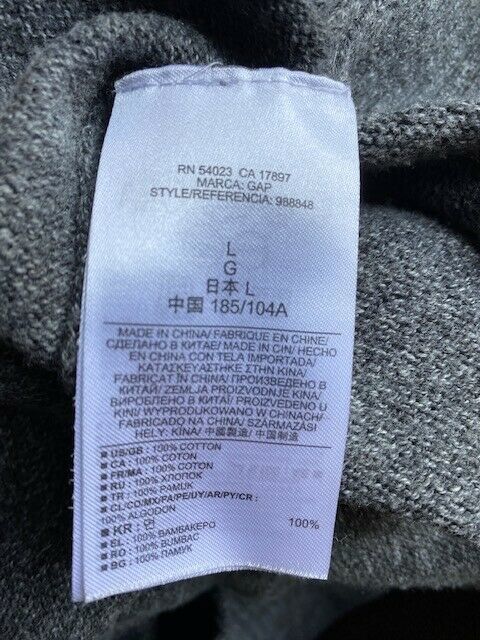 RN 54023 CA 17897
MARCA: GAP
STYLE/REFERENCIA: 988848
L
G
日本 L
中国 185/104A
MADE IN CHINA/ FABRIQUE EN CHINE/
СДЕЛАНО В КИТАЕ/ MADE IN CIN/ HECHO
EN CHINA CON TELA IMPORTADA/
ΚΑΤΑΣΚΕΥΑΣΤΗΚΕ ΣΤΗΝ ΚΙΝΑ/
FABRICAT ÎN CHINA/ ПРОИЗВЕДЕНО В
КИТАЙ/ ZEMLJA PROIZVODNJE KINA/
KINI/ WYPRODUKOWANO W CHINACH/
FABRICADO NA CHINA/ SZÁRMAZÁSI
HELY: KÍNA/ 中國製造/ 中国制造
US/GB : 100% COTTON
CA : 100% COTON
FR/MA : 100% COTON
RU : 100% ХЛОПОК
TR : 100% PAMUK
CL/CO/MX/PA/PE/UY/AR/PY/CR :
100% ALGODON
KR : 면 100%
EL : 100% ΒΑΜΒΑΚΕΡΟ
RO : 100% BUMBAC
BG : 100% ПАМУК